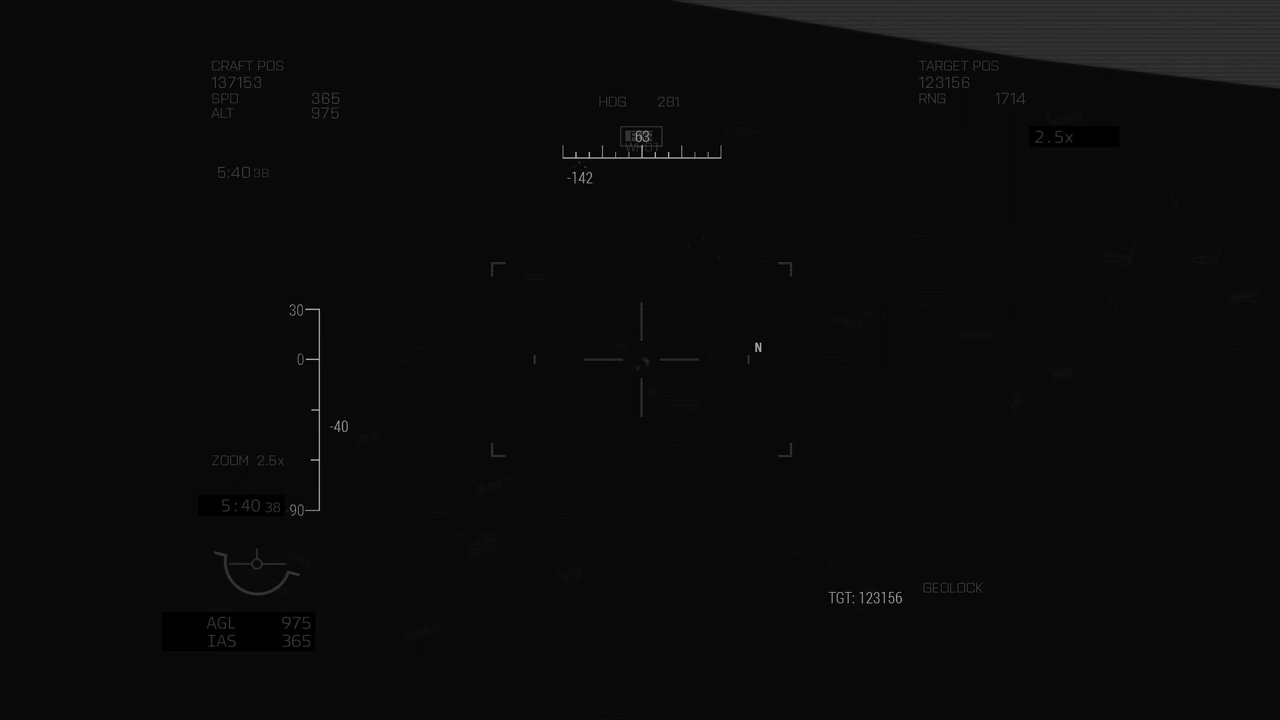 CRAFT POS
137153
SPD 365
ALT 975
HDG 281
TARGET POS
123156
RNG 1714
63
2.5x
-142
5:40 38
30
0
N
-40
ZOOM 2.5x
5:40 38
-90
TGT: 123156
GEOLOCK
AGL 975
IAS 365